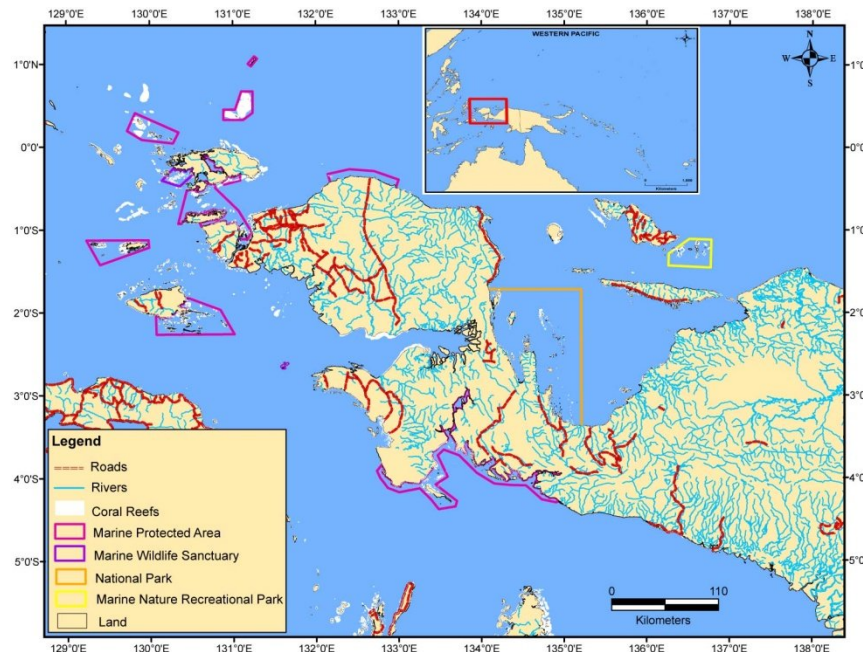 129°0'E 130°0'E 131°0'E 132°0'E 133°0'E 134°0'E 135°0'E 136°0'E 137°0'E 138°0'E
WESTERN PACIFIC
N
W E
S
Kilometers
1°0'N
0°0'
1°0'S
2°0'S
3°0'S
4°0'S
5°0'S
1°0'N
0°0'
1°0'S
2°0'S
3°0'S
4°0'S
5°0'S
Legend
Roads
Rivers
Coral Reefs
Marine Protected Area
Marine Wildlife Sanctuary
National Park
Marine Nature Recreational Park
Land
0 110
Kilometers
129°0'E 130°0'E 131°0'E 132°0'E 133°0'E 134°0'E 135°0'E 136°0'E 137°0'E 138°0'E